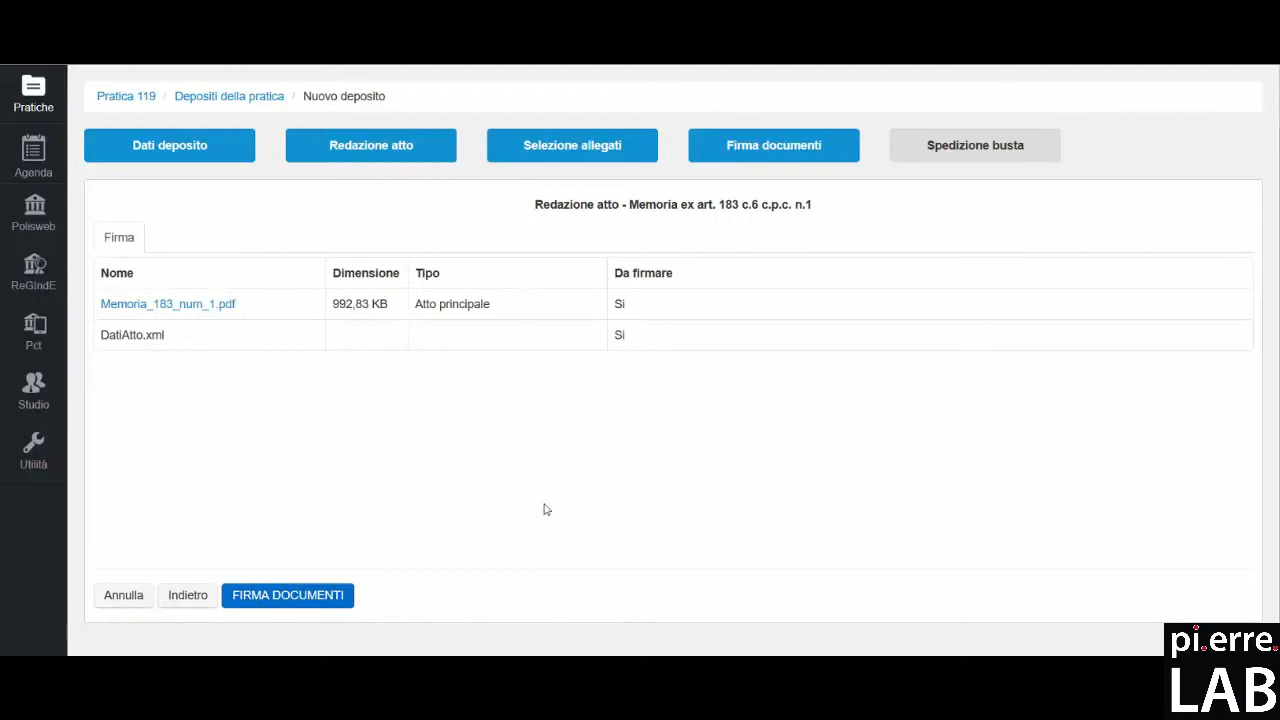 Pratica 119 / Depositi della pratica / Nuovo deposito
Pratiche
Agenda
Polisweb
ReGIndE
Pct
Studio
Utilità
Dati deposito Redazione atto Selezione allegati Firma documenti Spedizione busta
Redazione atto - Memoria ex art. 183 c.6 c.p.c. n.1
Firma
Nome Dimensione Tipo Da firmare
Memoria_183_num_1.pdf 992,83 KB Atto principale Si
DatiAtto.xml Si
Annulla Indietro FIRMA DOCUMENTI
pi.erre.
LAB